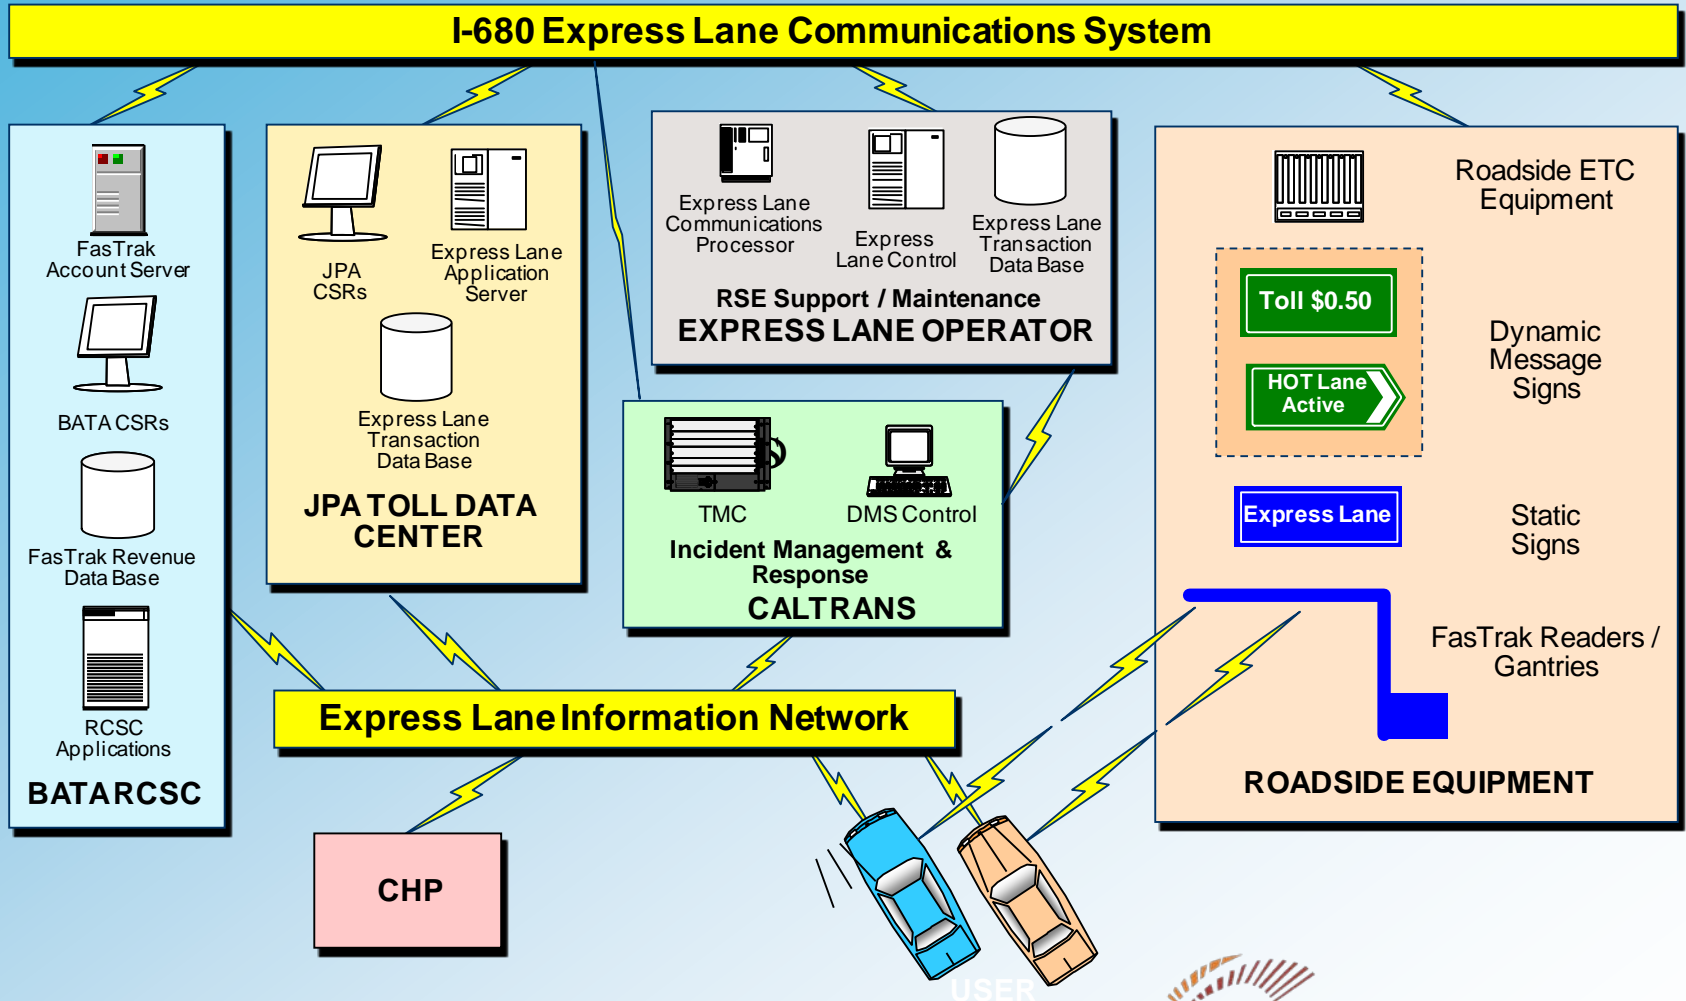 I-680 Express Lane Communications System
FasTrak
Account Server
BATA CSRs
FasTrak Revenue
Data Base
RCSC
Applications
BATA RCSC
JPA
CSRs
Express Lane
Application
Server
Express Lane
Transaction
Data Base
JPA TOLL DATA
CENTER
Express Lane
Communications
Processor
Express
Lane Control
Express Lane
Transaction
Data Base
RSE Support / Maintenance
EXPRESS LANE OPERATOR
TMC
DMS Control
Incident Management &
Response
CALTRANS
Roadside ETC
Equipment
Toll $0.50
HOT Lane
Active
Dynamic
Message
Signs
Express Lane
Static
Signs
FasTrak Readers /
Gantries
ROADSIDE EQUIPMENT
Express Lane Information Network
CHP
USER